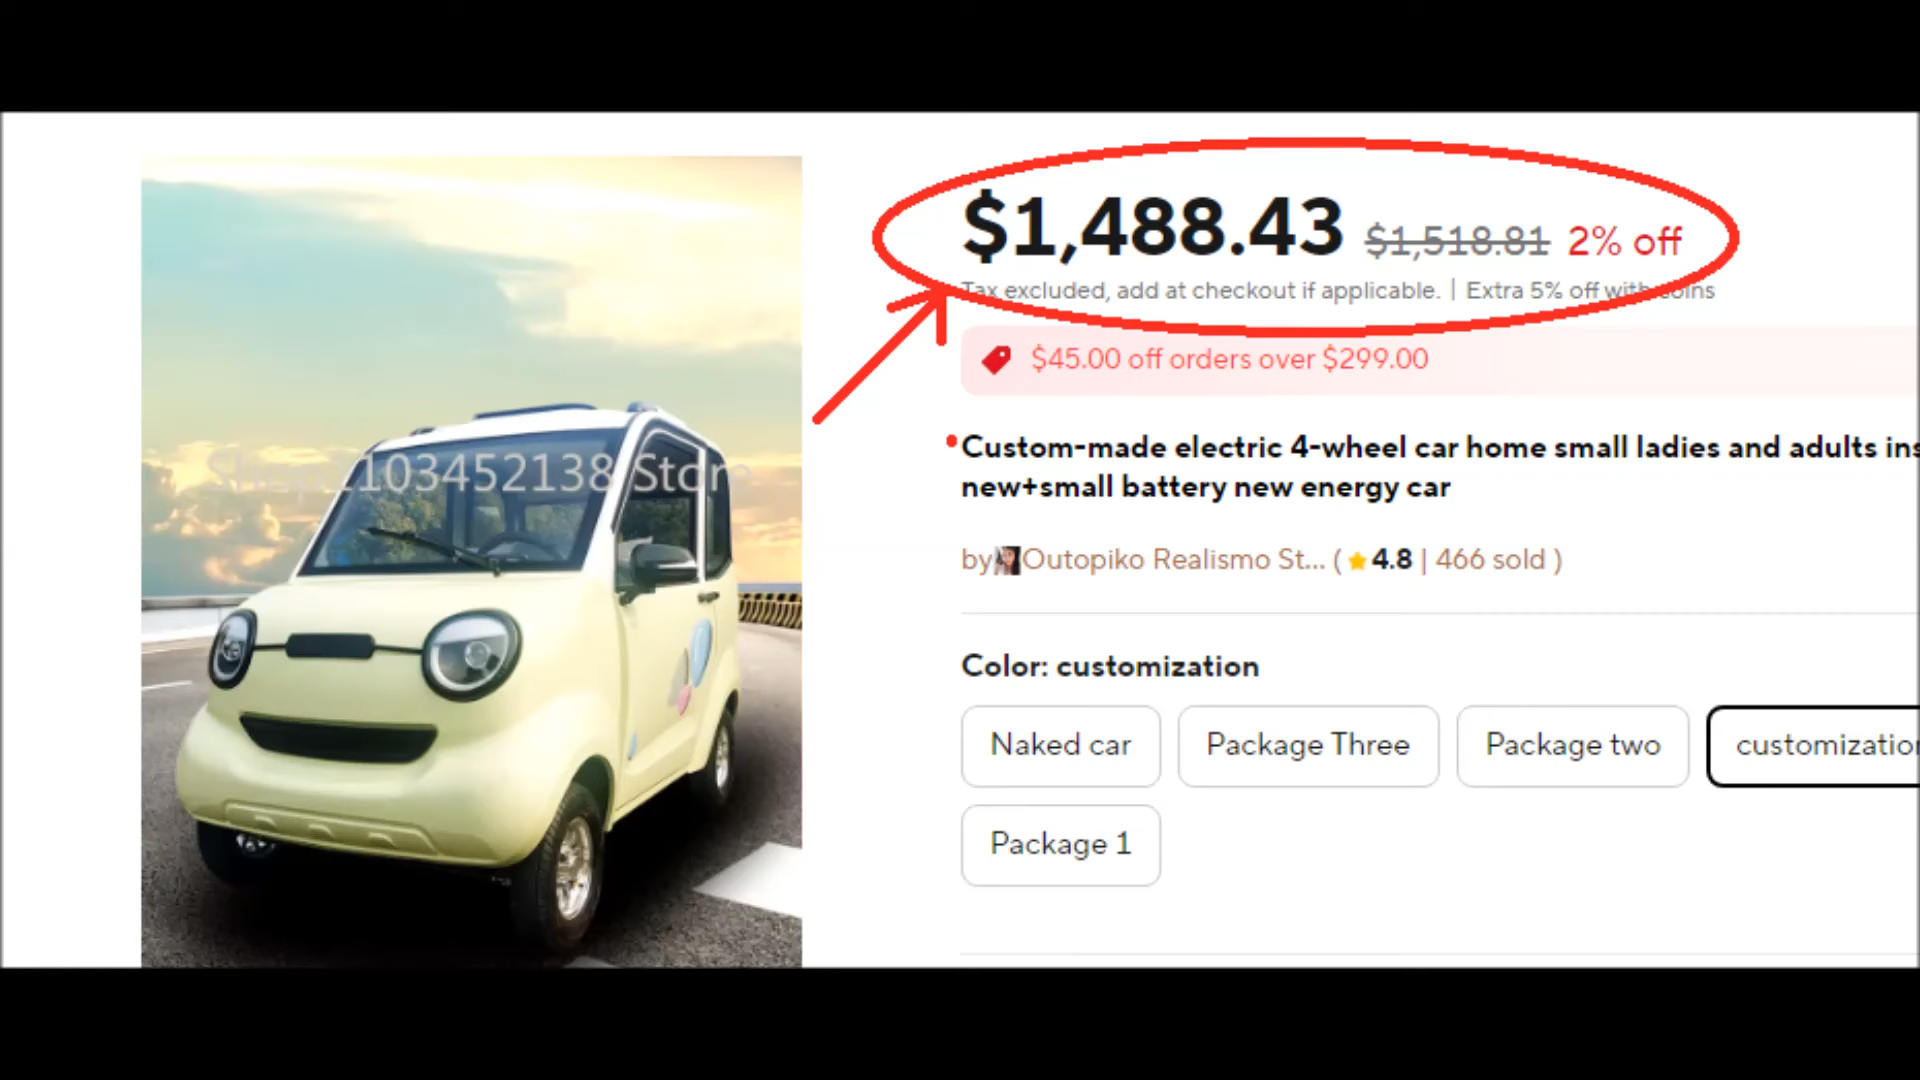 $1,488.43 $1,518.81 2% off
Tax excluded, add at checkout if applicable. | Extra 5% off with coins
$45.00 off orders over $299.00
Custom-made electric 4-wheel car home small ladies and adults ins
new+small battery new energy car
by Outopiko Realismo St... ( 4.8 | 466 sold )
Color: customization
Naked car
Package Three
Package two
customization
Package 1
Shop1103452138 Store